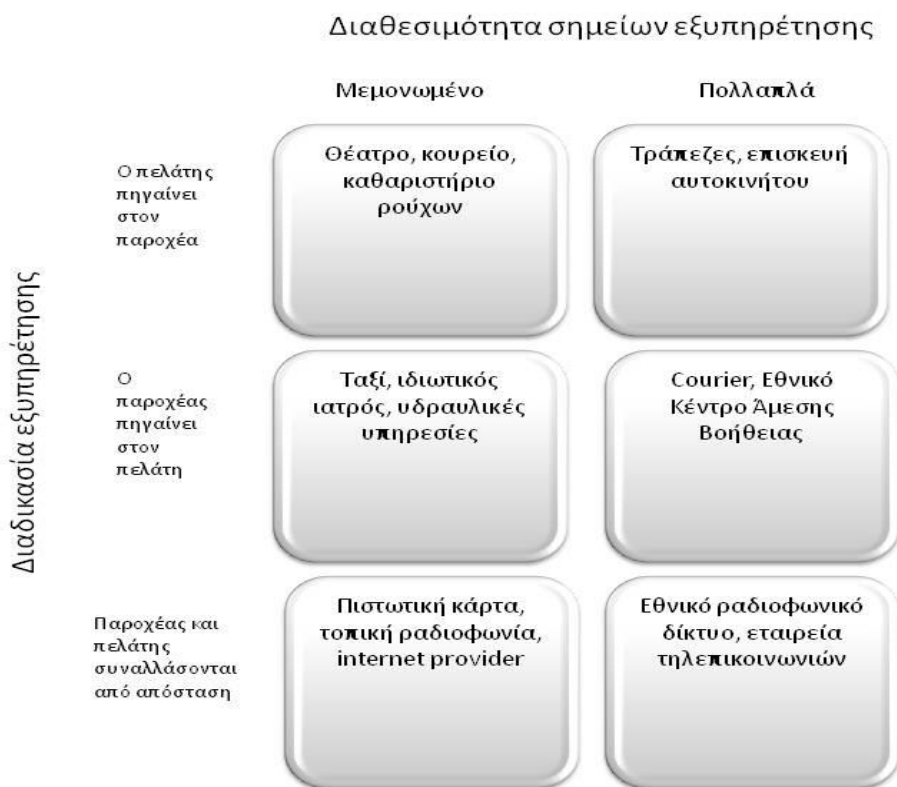 Διαθεσιμότητα σημείων εξυπηρέτησης
Μεμονωμένο
Πολλαπλά
Διαδικασία εξυπηρέτησης
Ο πελάτης
πηγαίνει
στον
παροχέα
Θέατρο, κουρείο,
καθαριστήριο
ρούχων
Τράπεζες, επισκευή
αυτοκινήτου
Ο
παροχέας
πηγαίνει
στον
πελάτη
Ταξί, ιδιωτικός
ιατρός, υδραυλικές
υπηρεσίες
Courier, Εθνικό
Κέντρο Άμεσης
Βοήθειας
Παροχέας και
πελάτης
συναλλάσονται
από απόσταση
Πιστωτική κάρτα,
τοπική ραδιοφωνία,
internet provider
Εθνικό ραδιοφωνικό
δίκτυο, εταιρεία
τηλεπικοινωνιών